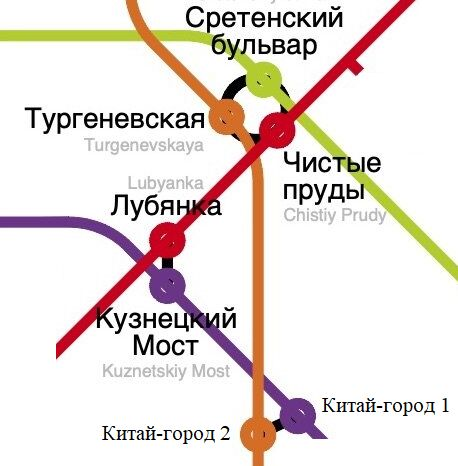 Сретенский
бульвар
Тургеневская
Turgenevskaya
Чистые
пруды
Chistiy Prudy
Lubyanka
Лубянка
Кузнецкий
Мост
Kuznetskiy Most
Китай-город 1
Китай-город 2